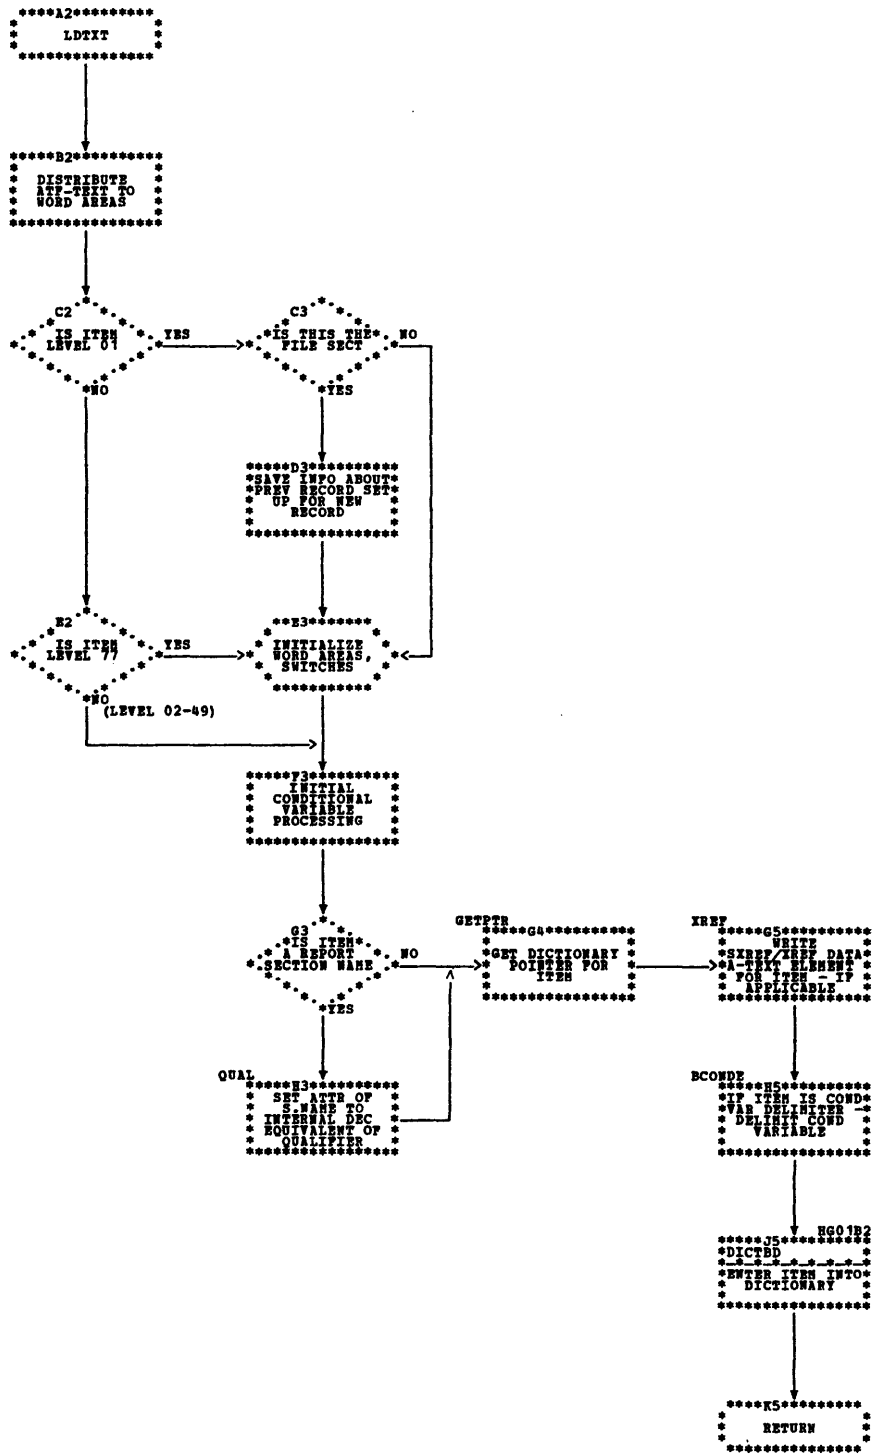 A2
LDTXT
B2
DISTRIBUTE
ATF-TEXT TO
WORD AREAS
C2
IS ITEM
LEVEL 01
YES
NO
C3
IS THIS THE
FILE SECT
NO
YES
D3
SAVE INFO ABOUT
PREV RECORD SET
UP FOR NEW
RECORD
E2
IS ITEM
LEVEL 77
YES
NO
(LEVEL 02-49)
E3
INITIALIZE
WORD AREAS,
SWITCHES
F3
INITIAL
CONDITIONAL
VARIABLE
PROCESSING
G3
IS ITEM
A REPORT
SECTION NAME
NO
YES
GETPTR
G4
GET DICTIONARY
POINTER FOR
ITEM
XREF
G5
WRITE
SXREF/XREF DATA
A-TEXT ELEMENT
FOR ITEM - IF
APPLICABLE
QUAL
H3
SET ATTR OF
S.NAME TO
INTERNAL DEC
EQUIVALENT OF
QUALIFIER
BCONDE
H5
IF ITEM IS COND
VAR DELIMITER -
DELIMIT COND
VARIABLE
HG01B2
J5
DICTBD
ENTER ITEM INTO
DICTIONARY
K5
RETURN